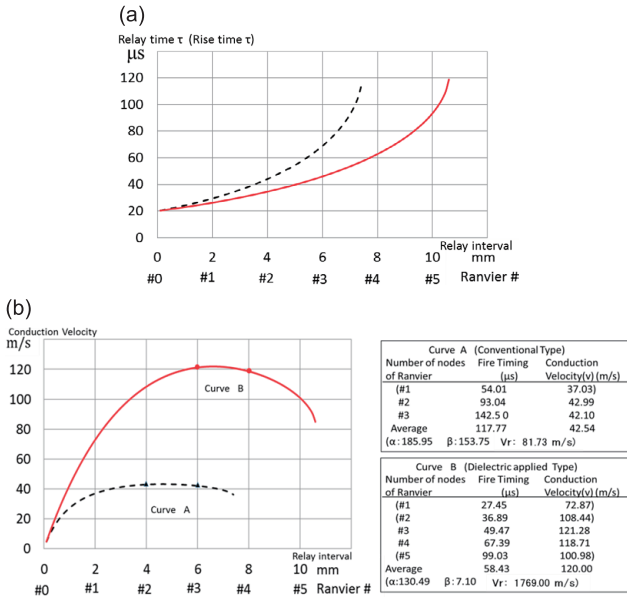 (a)
Relay time τ (Rise time τ)
μs
120
100
80
60
40
20
0
Relay interval
0 2 4 6 8 10 mm
#0 #1 #2 #3 #4 #5 Ranvier #
(b)
Conduction Velocity
m/s
120
100
80
60
40
20
0
Curve B
Curve A
Relay interval
0 2 4 6 8 10 mm
#0 #1 #2 #3 #4 #5 Ranvier #
Curve A (Conventional Type)
Number of nodes Fire Timing Conduction
of Ranvier (μs) Velocity(v) (m/s)
(#1 54.01 37.03)
#2 93.04 42.99
#3 142.5 0 42.10
Average 117.77 42.54
(α:185.95 β:153.75 Vr: 81.73 m/s)
Curve B (Dielectric applied Type)
Number of nodes Fire Timing Conduction
of Ranvier (μs) Velocity(v) (m/s)
(#1 27.45 72.87)
(#2 36.89 108.44)
#3 49.47 121.28
#4 67.39 118.71
(#5 99.03 100.98)
Average 58.43 120.00
(α:130.49 β:7.10 Vr: 1769.00 m/s)